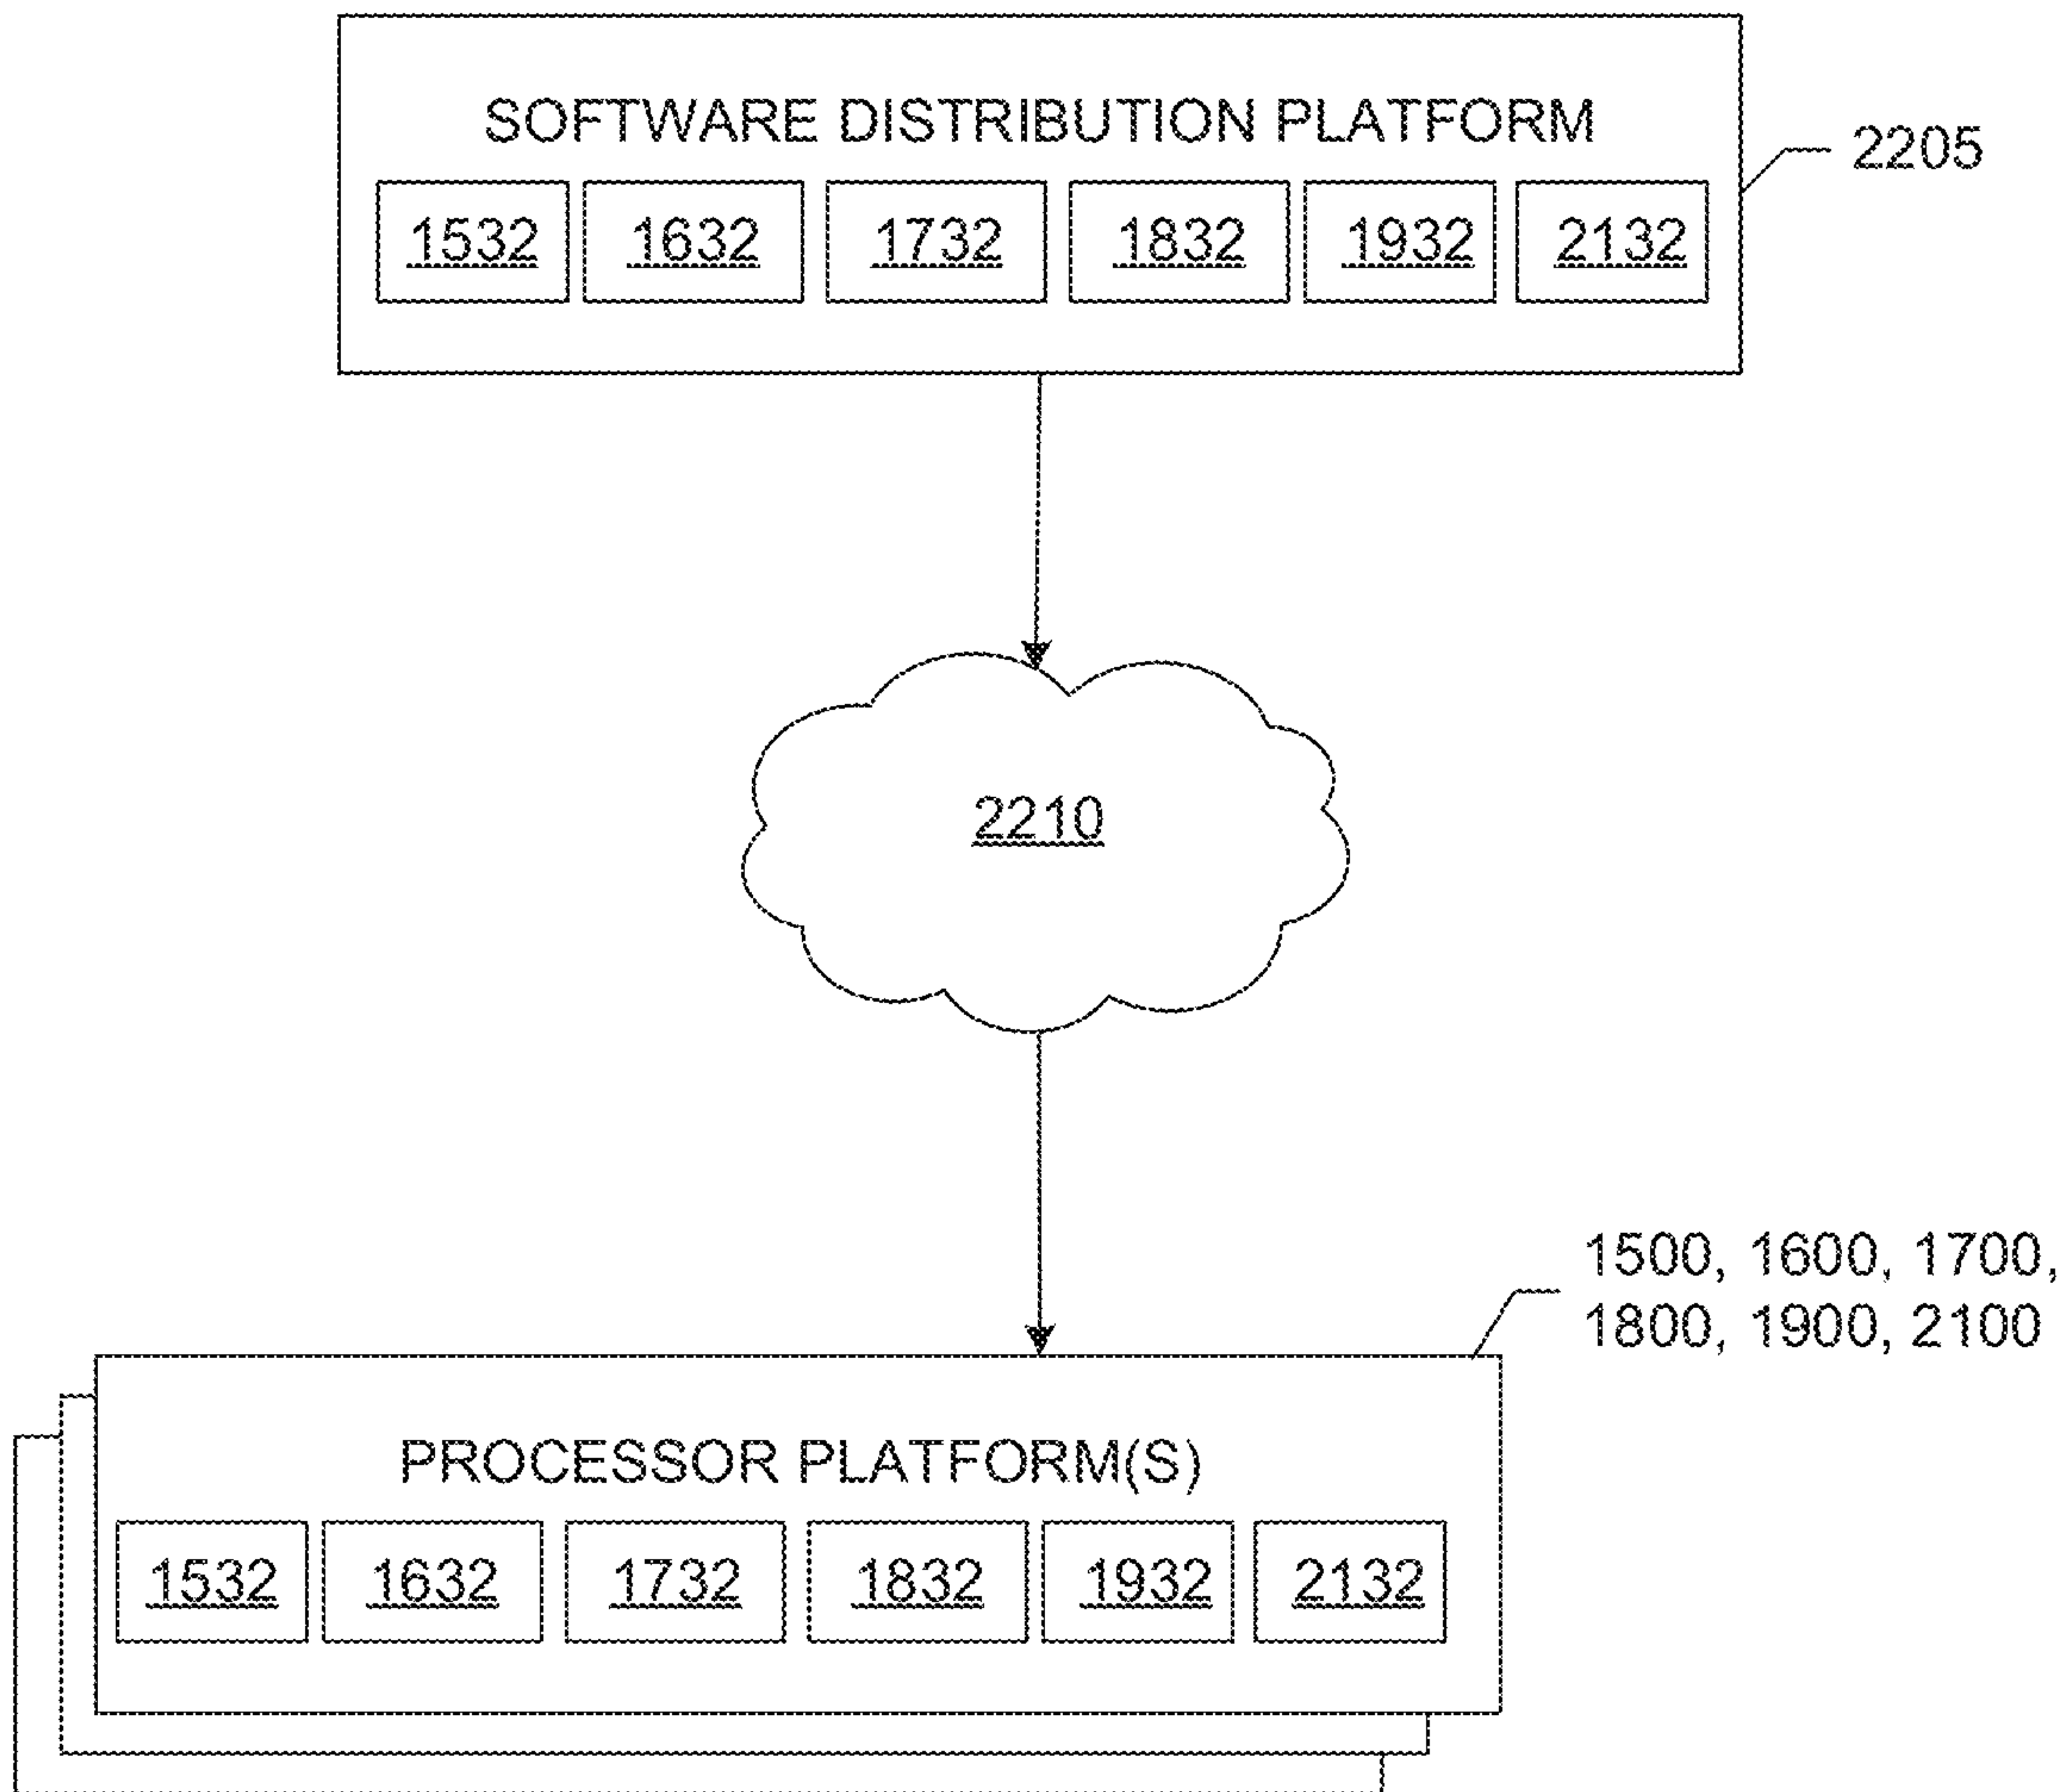 SOFTWARE DISTRIBUTION PLATFORM
2205
1532 1632 1732 1832 1932 2132
2210
1500, 1600, 1700,
1800, 1900, 2100
PROCESSOR PLATFORM(S)
1532 1632 1732 1832 1932 2132